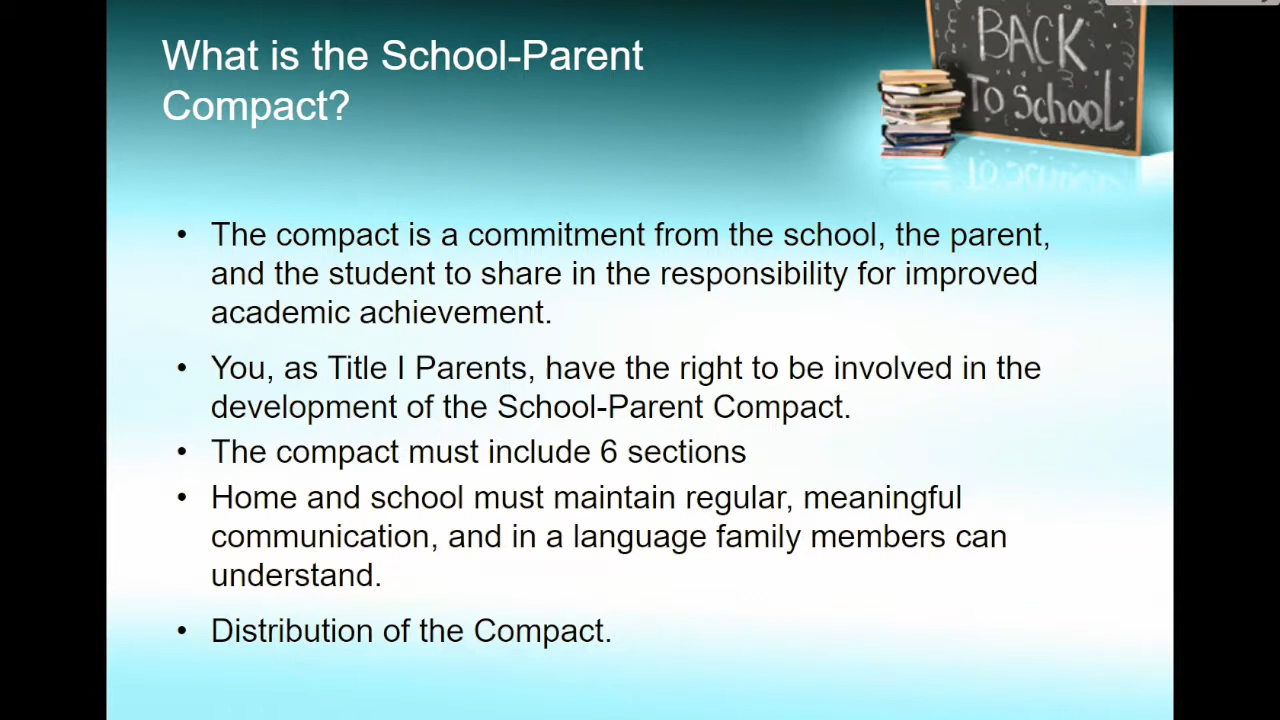 What is the School-Parent
Compact?
BACK
To School
• The compact is a commitment from the school, the parent,
and the student to share in the responsibility for improved
academic achievement.
• You, as Title I Parents, have the right to be involved in the
development of the School-Parent Compact.
• The compact must include 6 sections
• Home and school must maintain regular, meaningful
communication, and in a language family members can
understand.
• Distribution of the Compact.